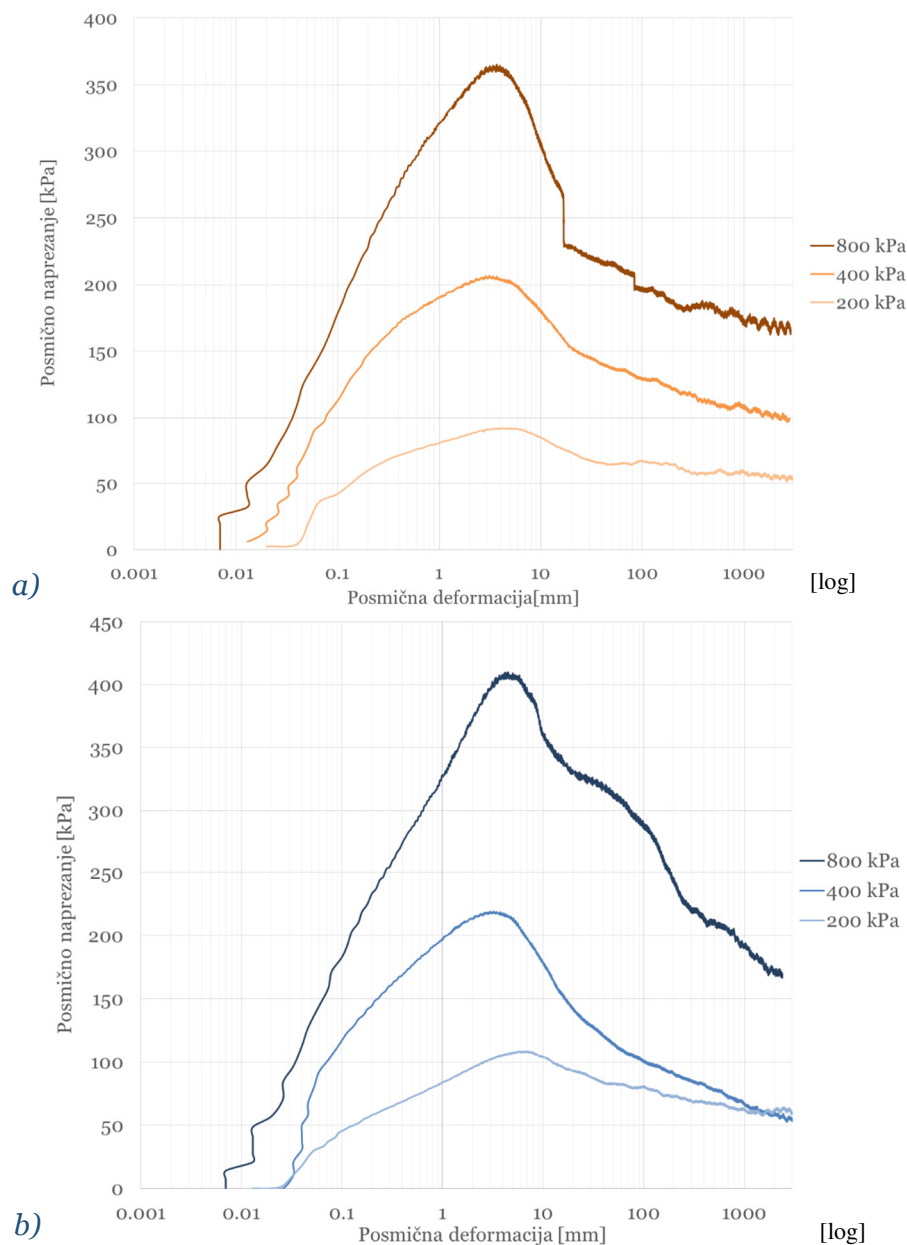 400
350
300
250
200
150
100
50
0
Posmično naprezanje [kPa]
800 kPa
400 kPa
200 kPa
0.001 0.01 0.1 1 10 100 1000
Posmična deformacija[mm]
[log]
a)
450
400
350
300
250
200
150
100
50
0
Posmično naprezanje [kPa]
800 kPa
400 kPa
200 kPa
0.001 0.01 0.1 1 10 100 1000
Posmična deformacija [mm]
[log]
b)